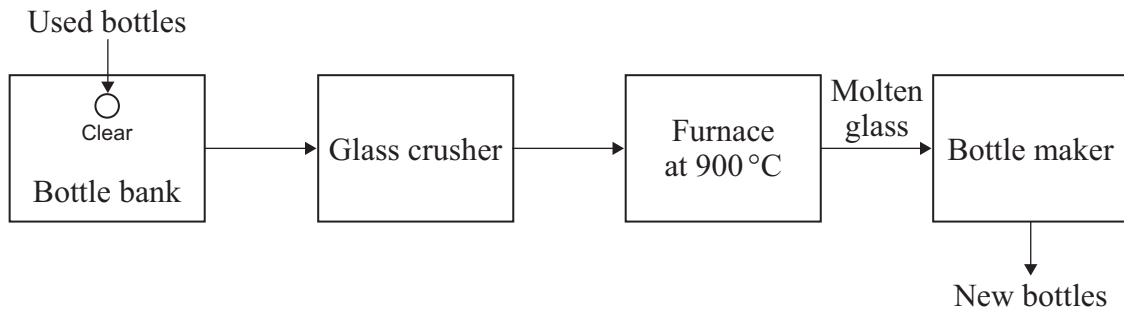 Used bottles
Clear
Bottle bank
Glass crusher
Furnace
at 900 °C
Molten
glass
Bottle maker
New bottles